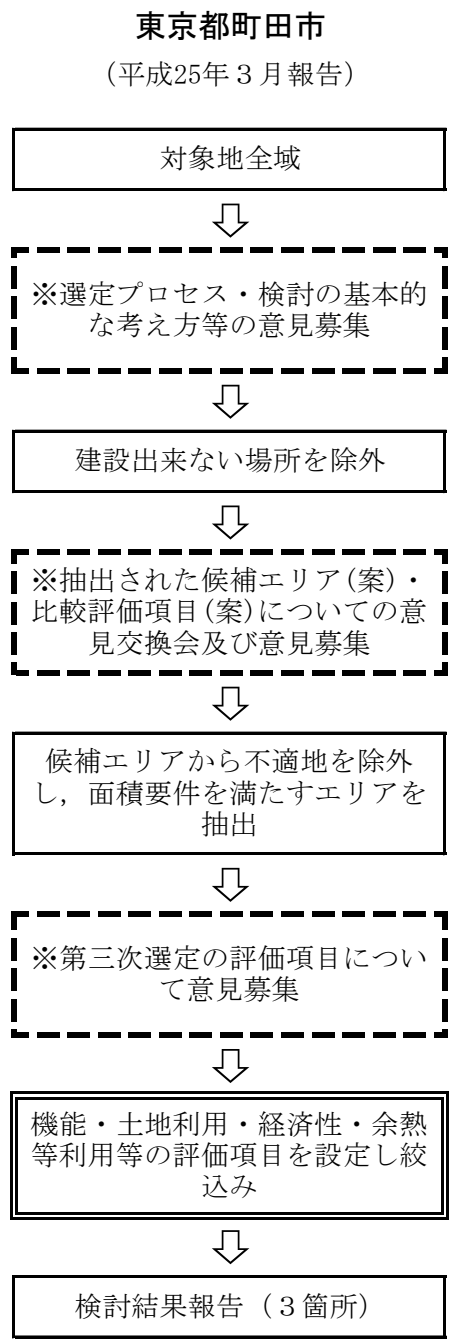 東京都町田市
（平成25年３月報告）
対象地全域
※選定プロセス・検討の基本的
な考え方等の意見募集
建設出来ない場所を除外
※抽出された候補エリア(案)・
比較評価項目(案)についての意
見交換会及び意見募集
候補エリアから不適地を除外
し，面積要件を満たすエリアを
抽出
※第三次選定の評価項目につい
て意見募集
機能・土地利用・経済性・余熱
等利用等の評価項目を設定し絞
込み
検討結果報告（３箇所）